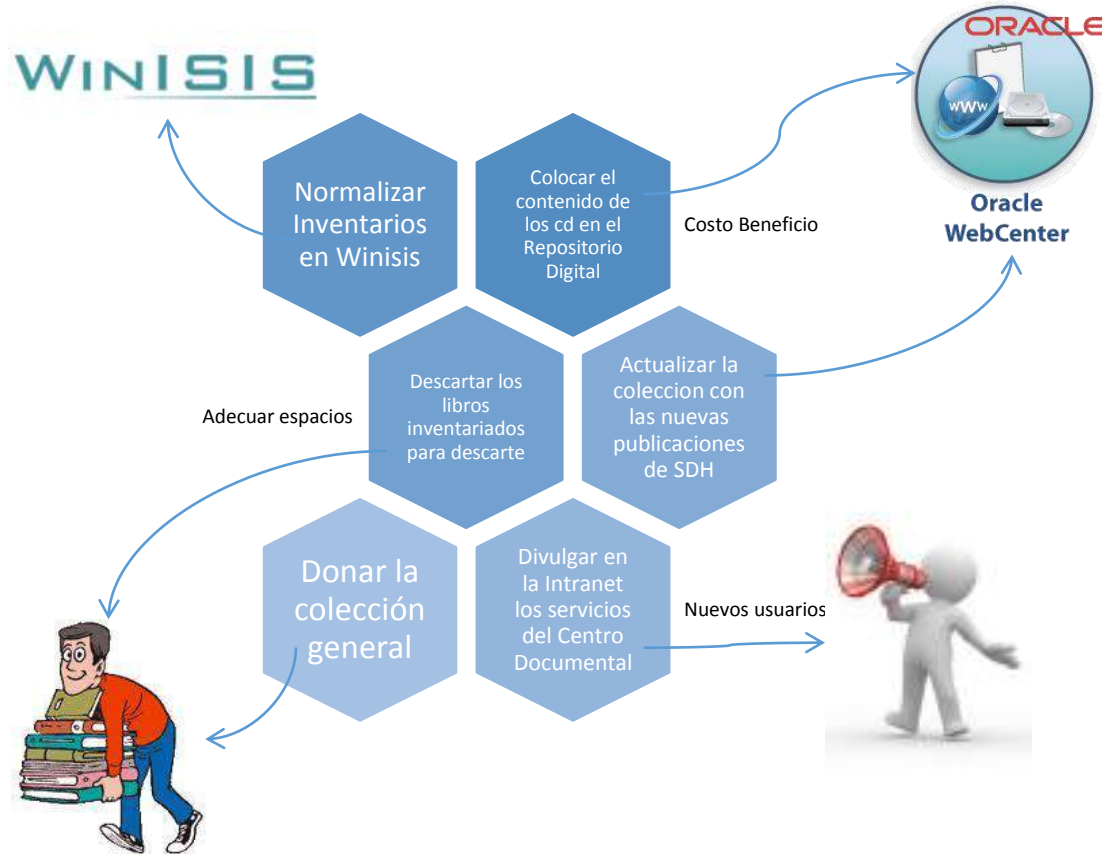 WINISIS
ORACLE
www
Oracle
WebCenter
Normalizar
Inventarios
en Winisis
Colocar el
contenido de
los cd en el
Repositorio
Digital
Costo Beneficio
Descartar los
libros
inventariados
para descarte
Adecuar espacios
Actualizar la
coleccion con
las nuevas
publicaciones
de SDH
Donar la
colección
general
Divulgar en
la Intranet
los servicios
del Centro
Documental
Nuevos usuarios